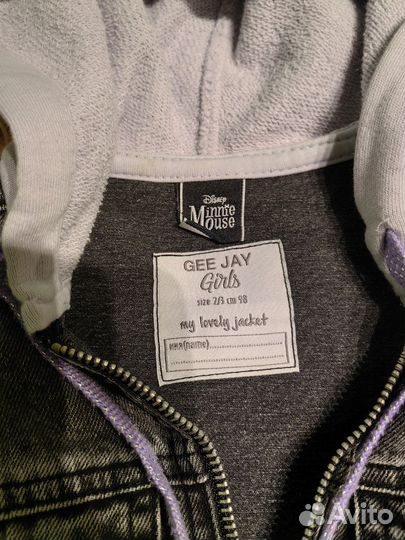 Disney
Minnie
Mouse
GEE JAY
Girls
size 2/3 cm 98
my lovely jacket
имя(name)
Avito